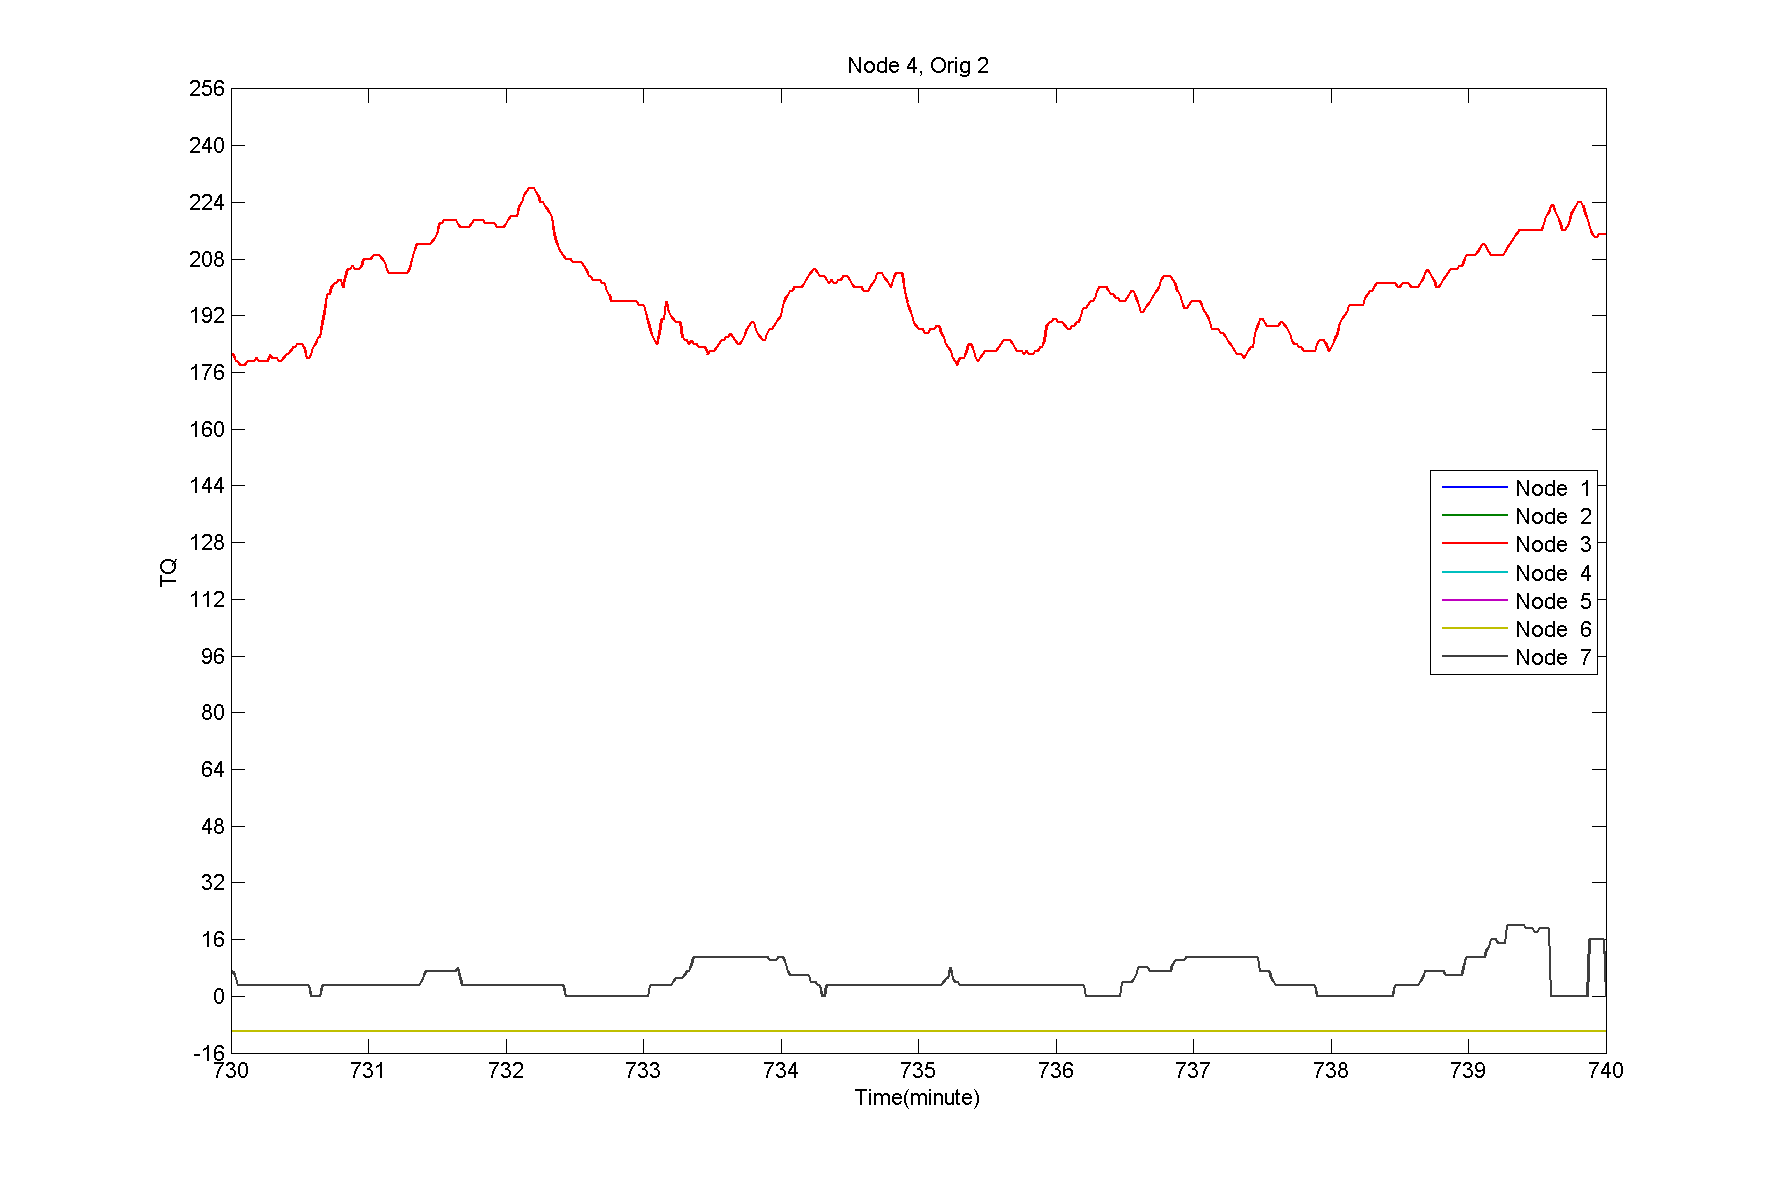 Node 4, Orig 2
256
240
224
208
192
176
160
144
128
112
96
80
64
48
32
16
0
-16
TQ
Node 1
Node 2
Node 3
Node 4
Node 5
Node 6
Node 7
730 731 732 733 734 735 736 737 738 739 740
Time(minute)